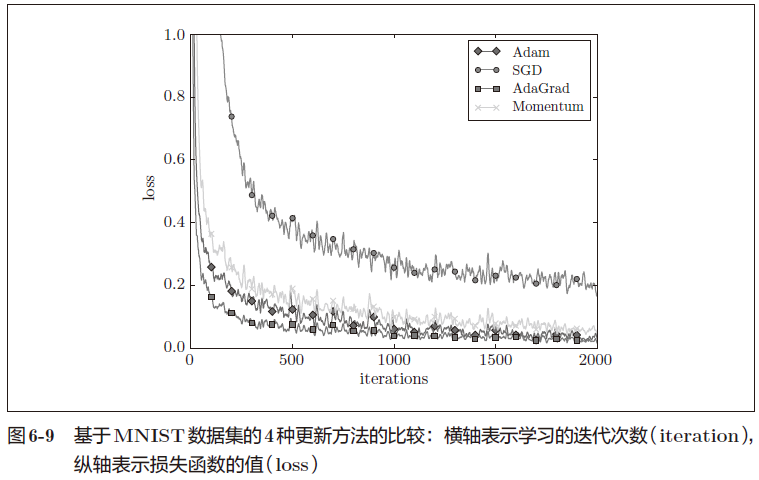 1.0
0.8
0.6
0.4
0.2
0.0
loss
0 500 1000 1500 2000
iterations
Adam
SGD
AdaGrad
Momentum
图6-9 基于MNIST数据集的4种更新方法的比较：横轴表示学习的迭代次数（iteration），
纵轴表示损失函数的值（loss）